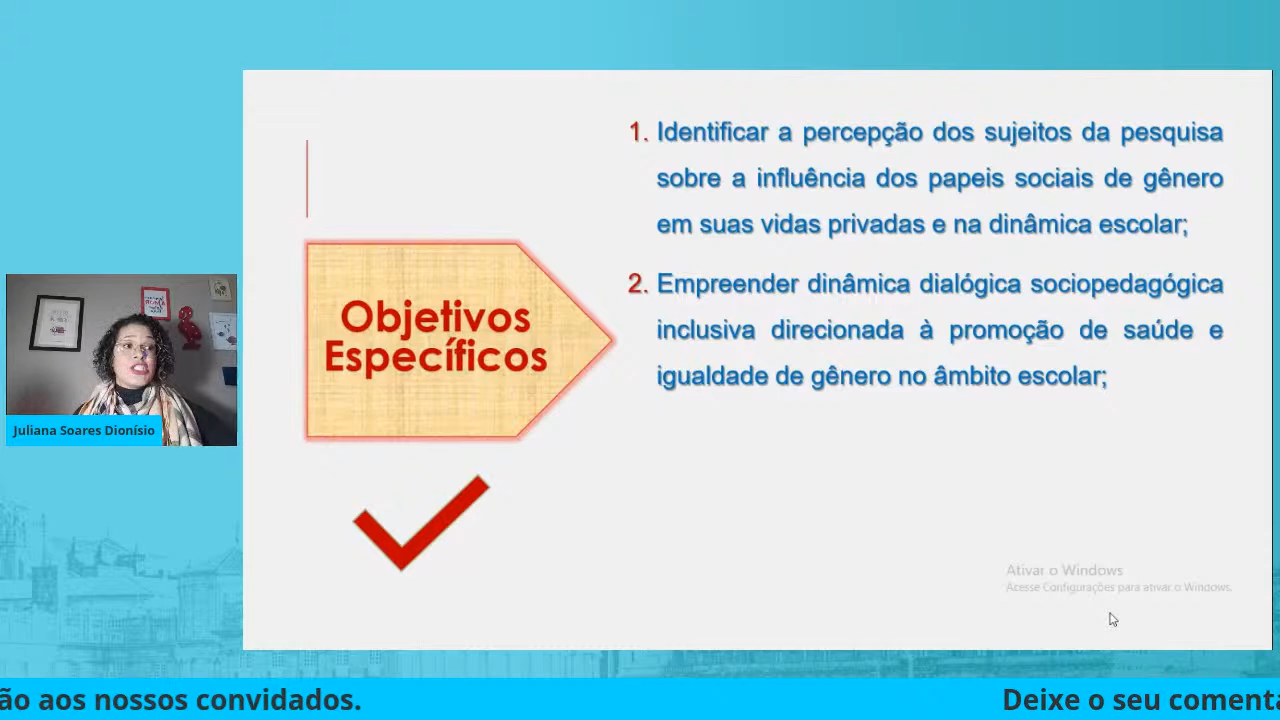 1. Identificar a percepção dos sujeitos da pesquisa
sobre a influência dos papeis sociais de gênero
em suas vidas privadas e na dinâmica escolar;
2. Empreender dinâmica dialógica sociopedagógica
inclusiva direcionada à promoção de saúde e
igualdade de gênero no âmbito escolar;
Objetivos
Específicos
Juliana Soares Dionísio
Ativar o Windows
Acesse Configurações para ativar o Windows.
ão aos nossos convidados.
Deixe o seu comenta